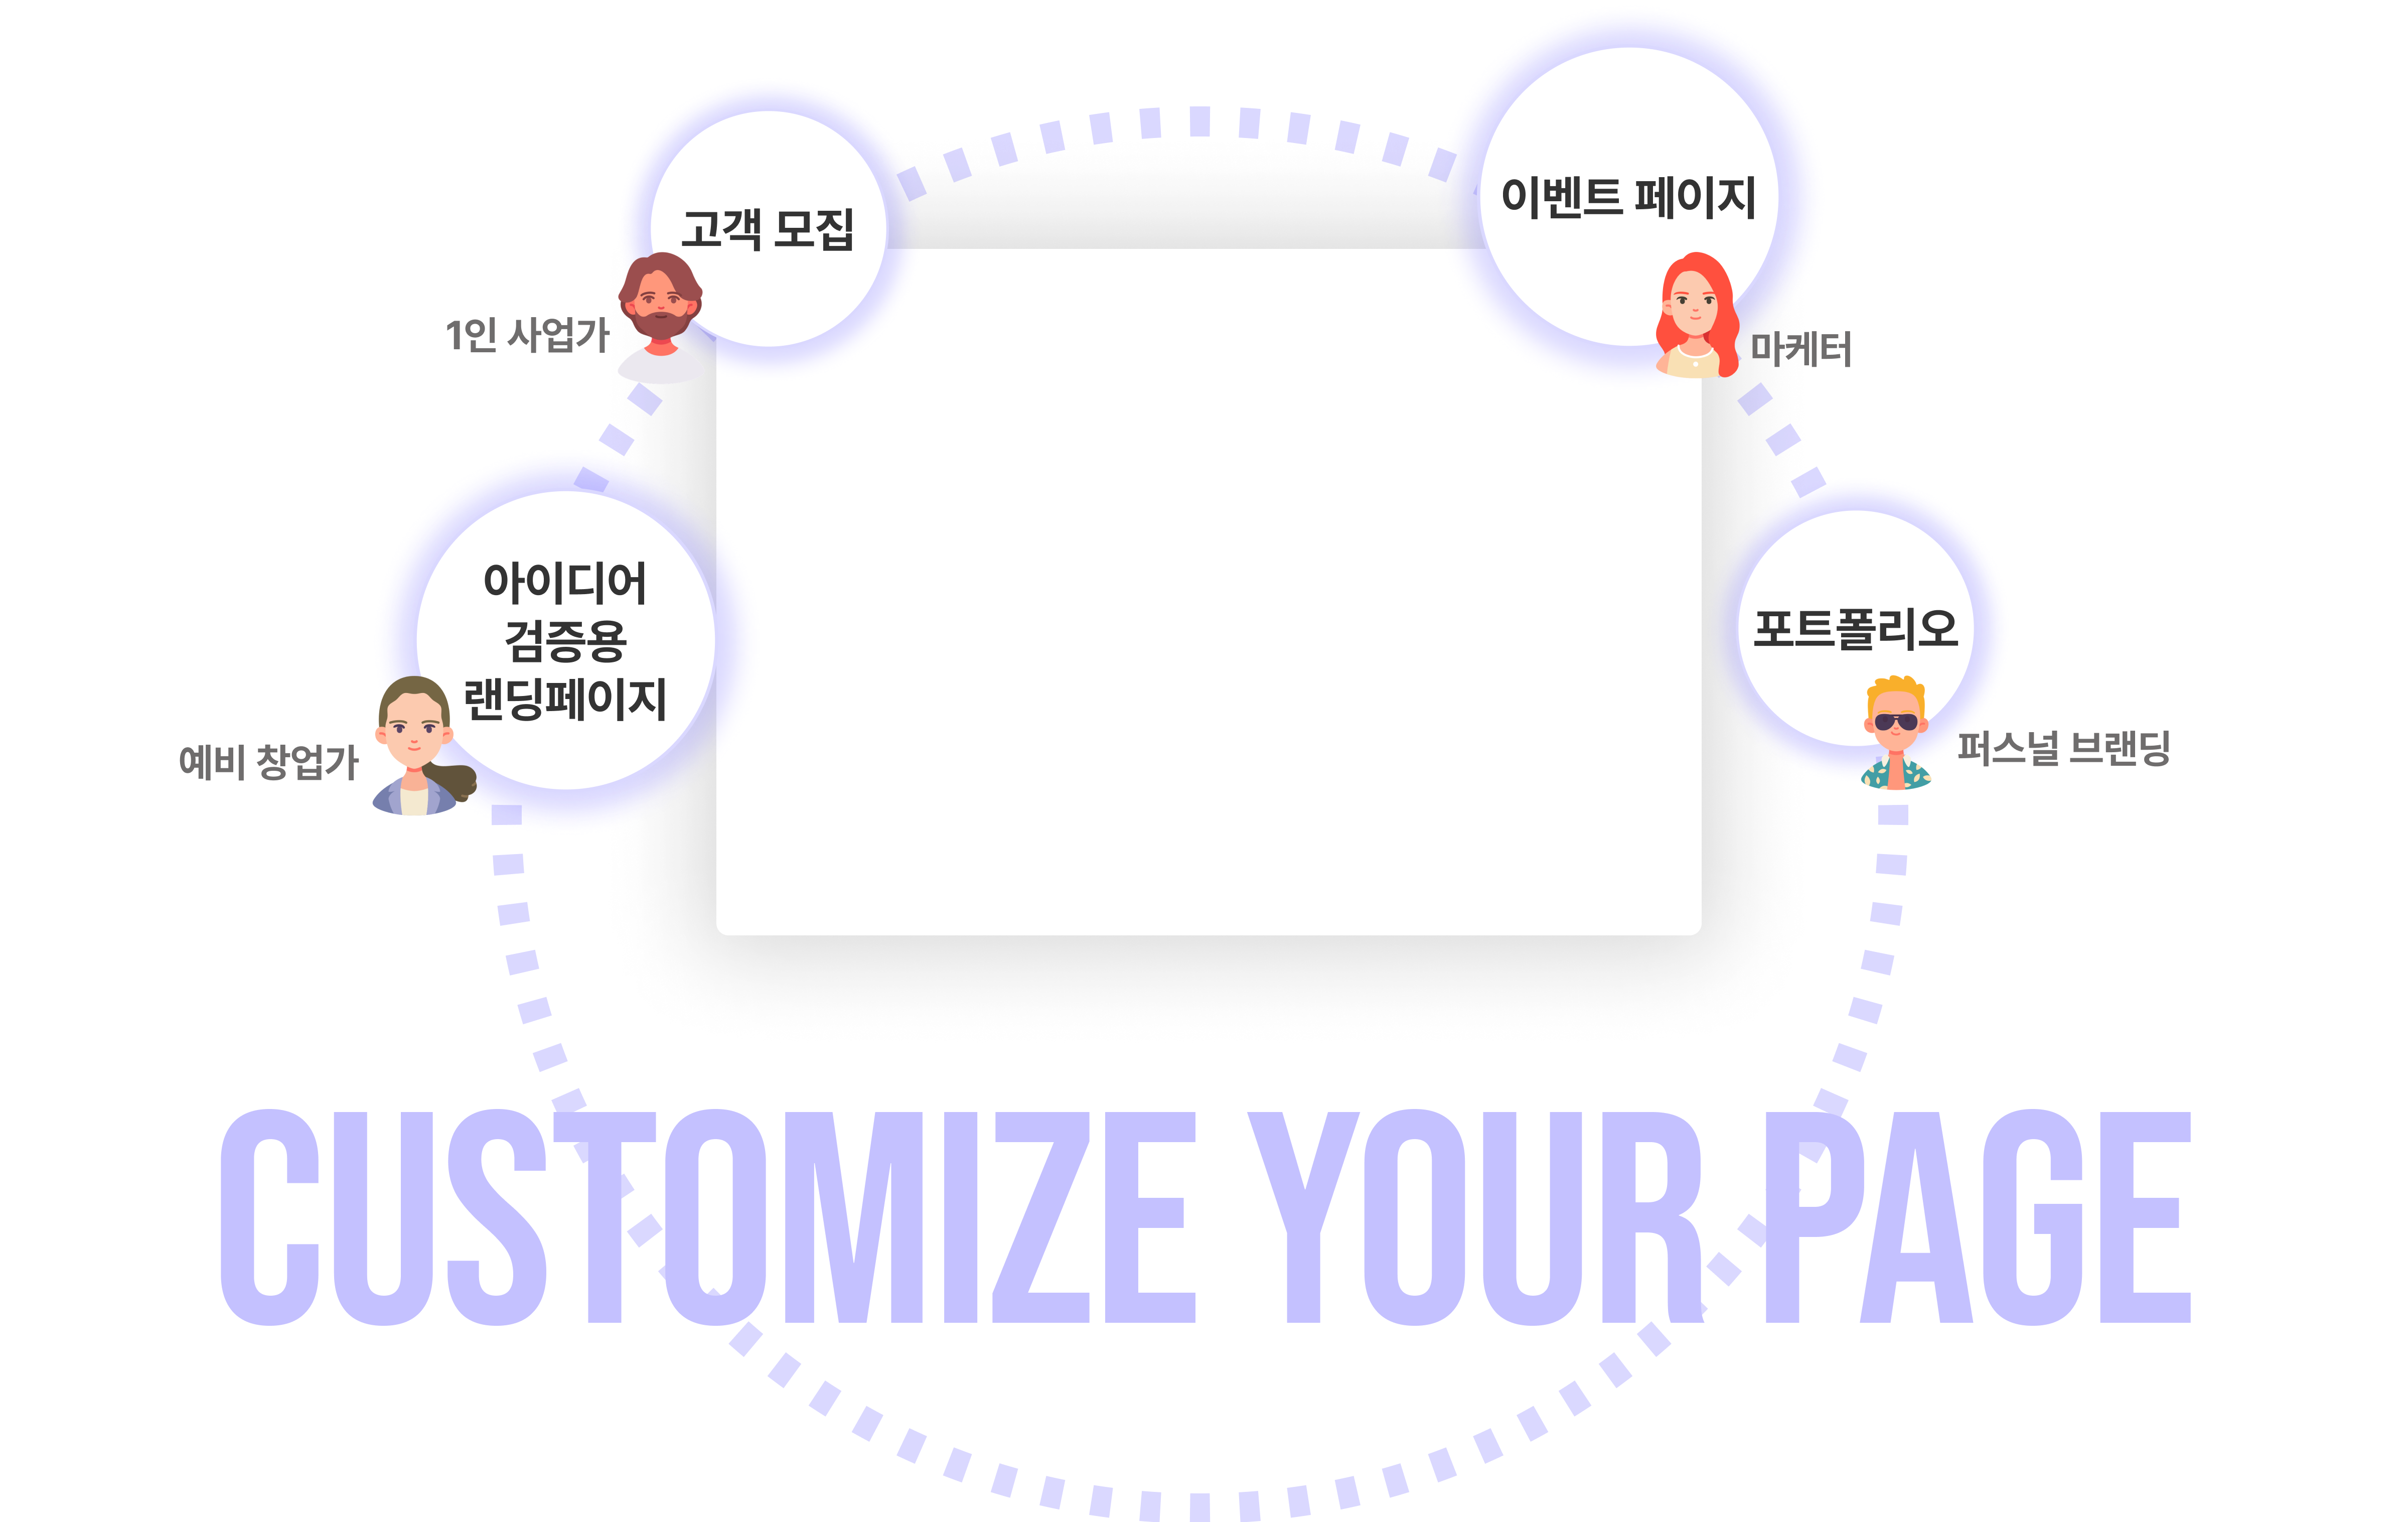 고객 모집
1인 사업가
이벤트 페이지
마케터
아이디어
검증용
랜딩페이지
예비 창업가
포트폴리오
퍼스널 브랜딩
CUSTOMIZE YOUR PAGE